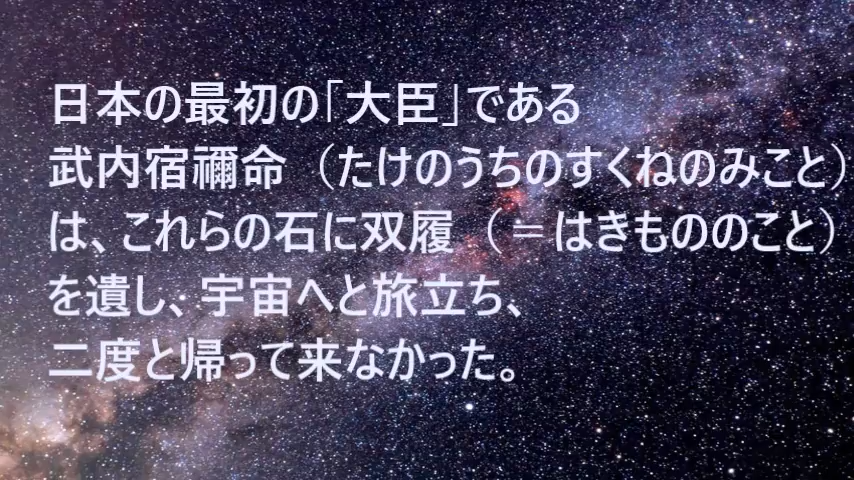 日本の最初の「大臣」である
武内宿禰命 （たけのうちのすくねのみこと）
は、これらの石に双履 （＝はきもののこと）
を遺し、宇宙へと旅立ち、
二度と帰って来なかった。